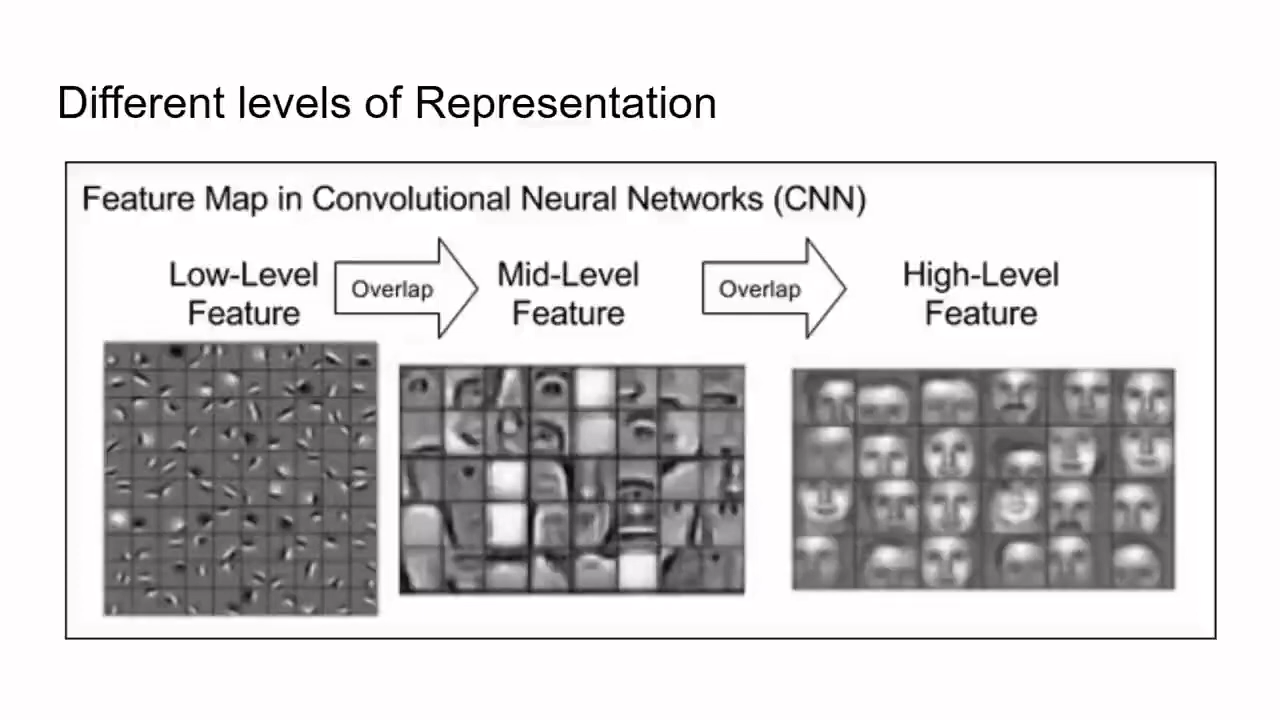 Different levels of Representation
Feature Map in Convolutional Neural Networks (CNN)
Low-Level
Feature
Overlap
Mid-Level
Feature
Overlap
High-Level
Feature